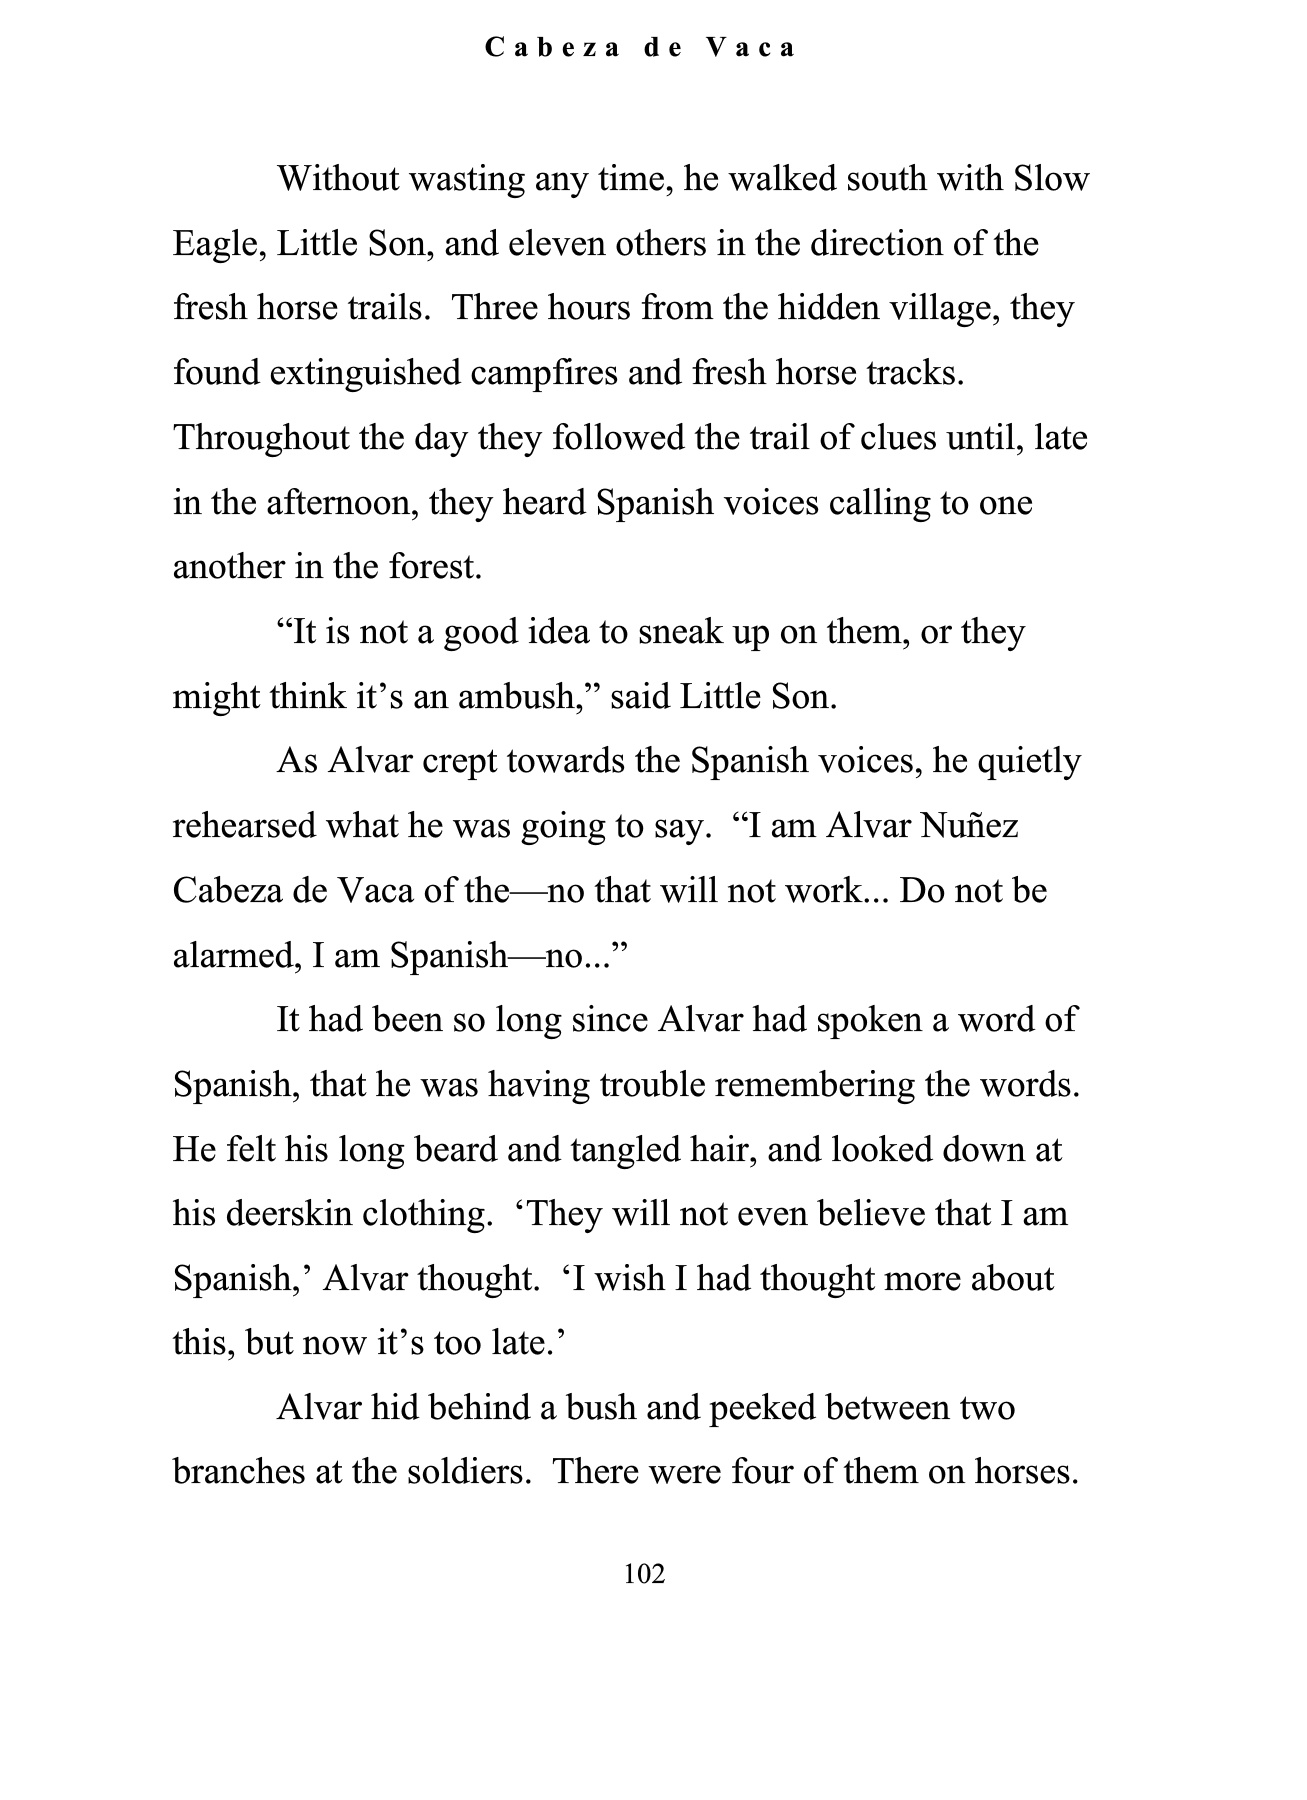 Cabeza de Vaca
Without wasting any time, he walked south with Slow
Eagle, Little Son, and eleven others in the direction of the
fresh horse trails.  Three hours from the hidden village, they
found extinguished campfires and fresh horse tracks.
Throughout the day they followed the trail of clues until, late
in the afternoon, they heard Spanish voices calling to one
another in the forest.
“It is not a good idea to sneak up on them, or they
might think it’s an ambush,” said Little Son.
As Alvar crept towards the Spanish voices, he quietly
rehearsed what he was going to say.  “I am Alvar Nuñez
Cabeza de Vaca of the—no that will not work... Do not be
alarmed, I am Spanish—no...”
It had been so long since Alvar had spoken a word of
Spanish, that he was having trouble remembering the words.
He felt his long beard and tangled hair, and looked down at
his deerskin clothing.  ‘They will not even believe that I am
Spanish,’ Alvar thought.  ‘I wish I had thought more about
this, but now it’s too late.’
Alvar hid behind a bush and peeked between two
branches at the soldiers.  There were four of them on horses.
102